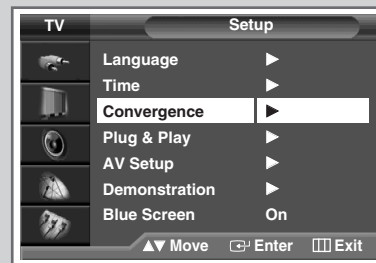 TV Setup
Language ▶
Time ▶
Convergence ▶
Plug & Play ▶
AV Setup ▶
Demonstration ▶
Blue Screen On
▲▼ Move Enter Exit